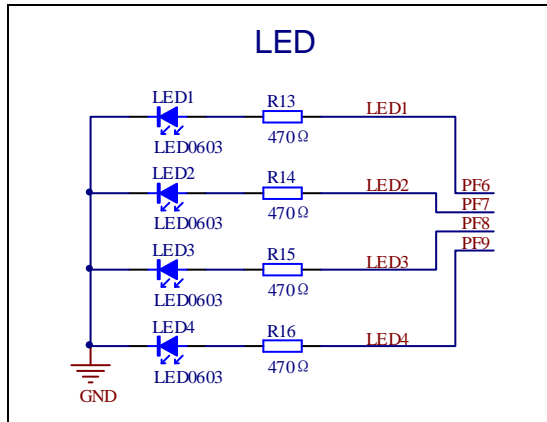 LED
LED1 R13 LED1
LED0603 470Ω
LED2 R14 LED2 PF6
PF7
LED0603 470Ω
PF8
LED3 R15 LED3 PF9
LED0603 470Ω
LED4 R16 LED4
LED0603 470Ω
GND